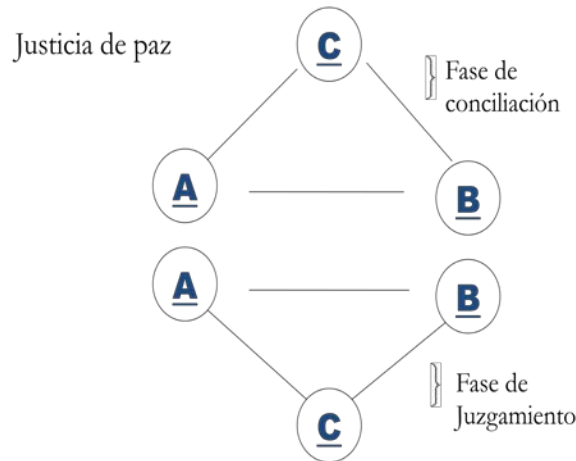 Justicia de paz
C
Fase de
conciliación
A
B
A
B
Fase de
Juzgamiento
C